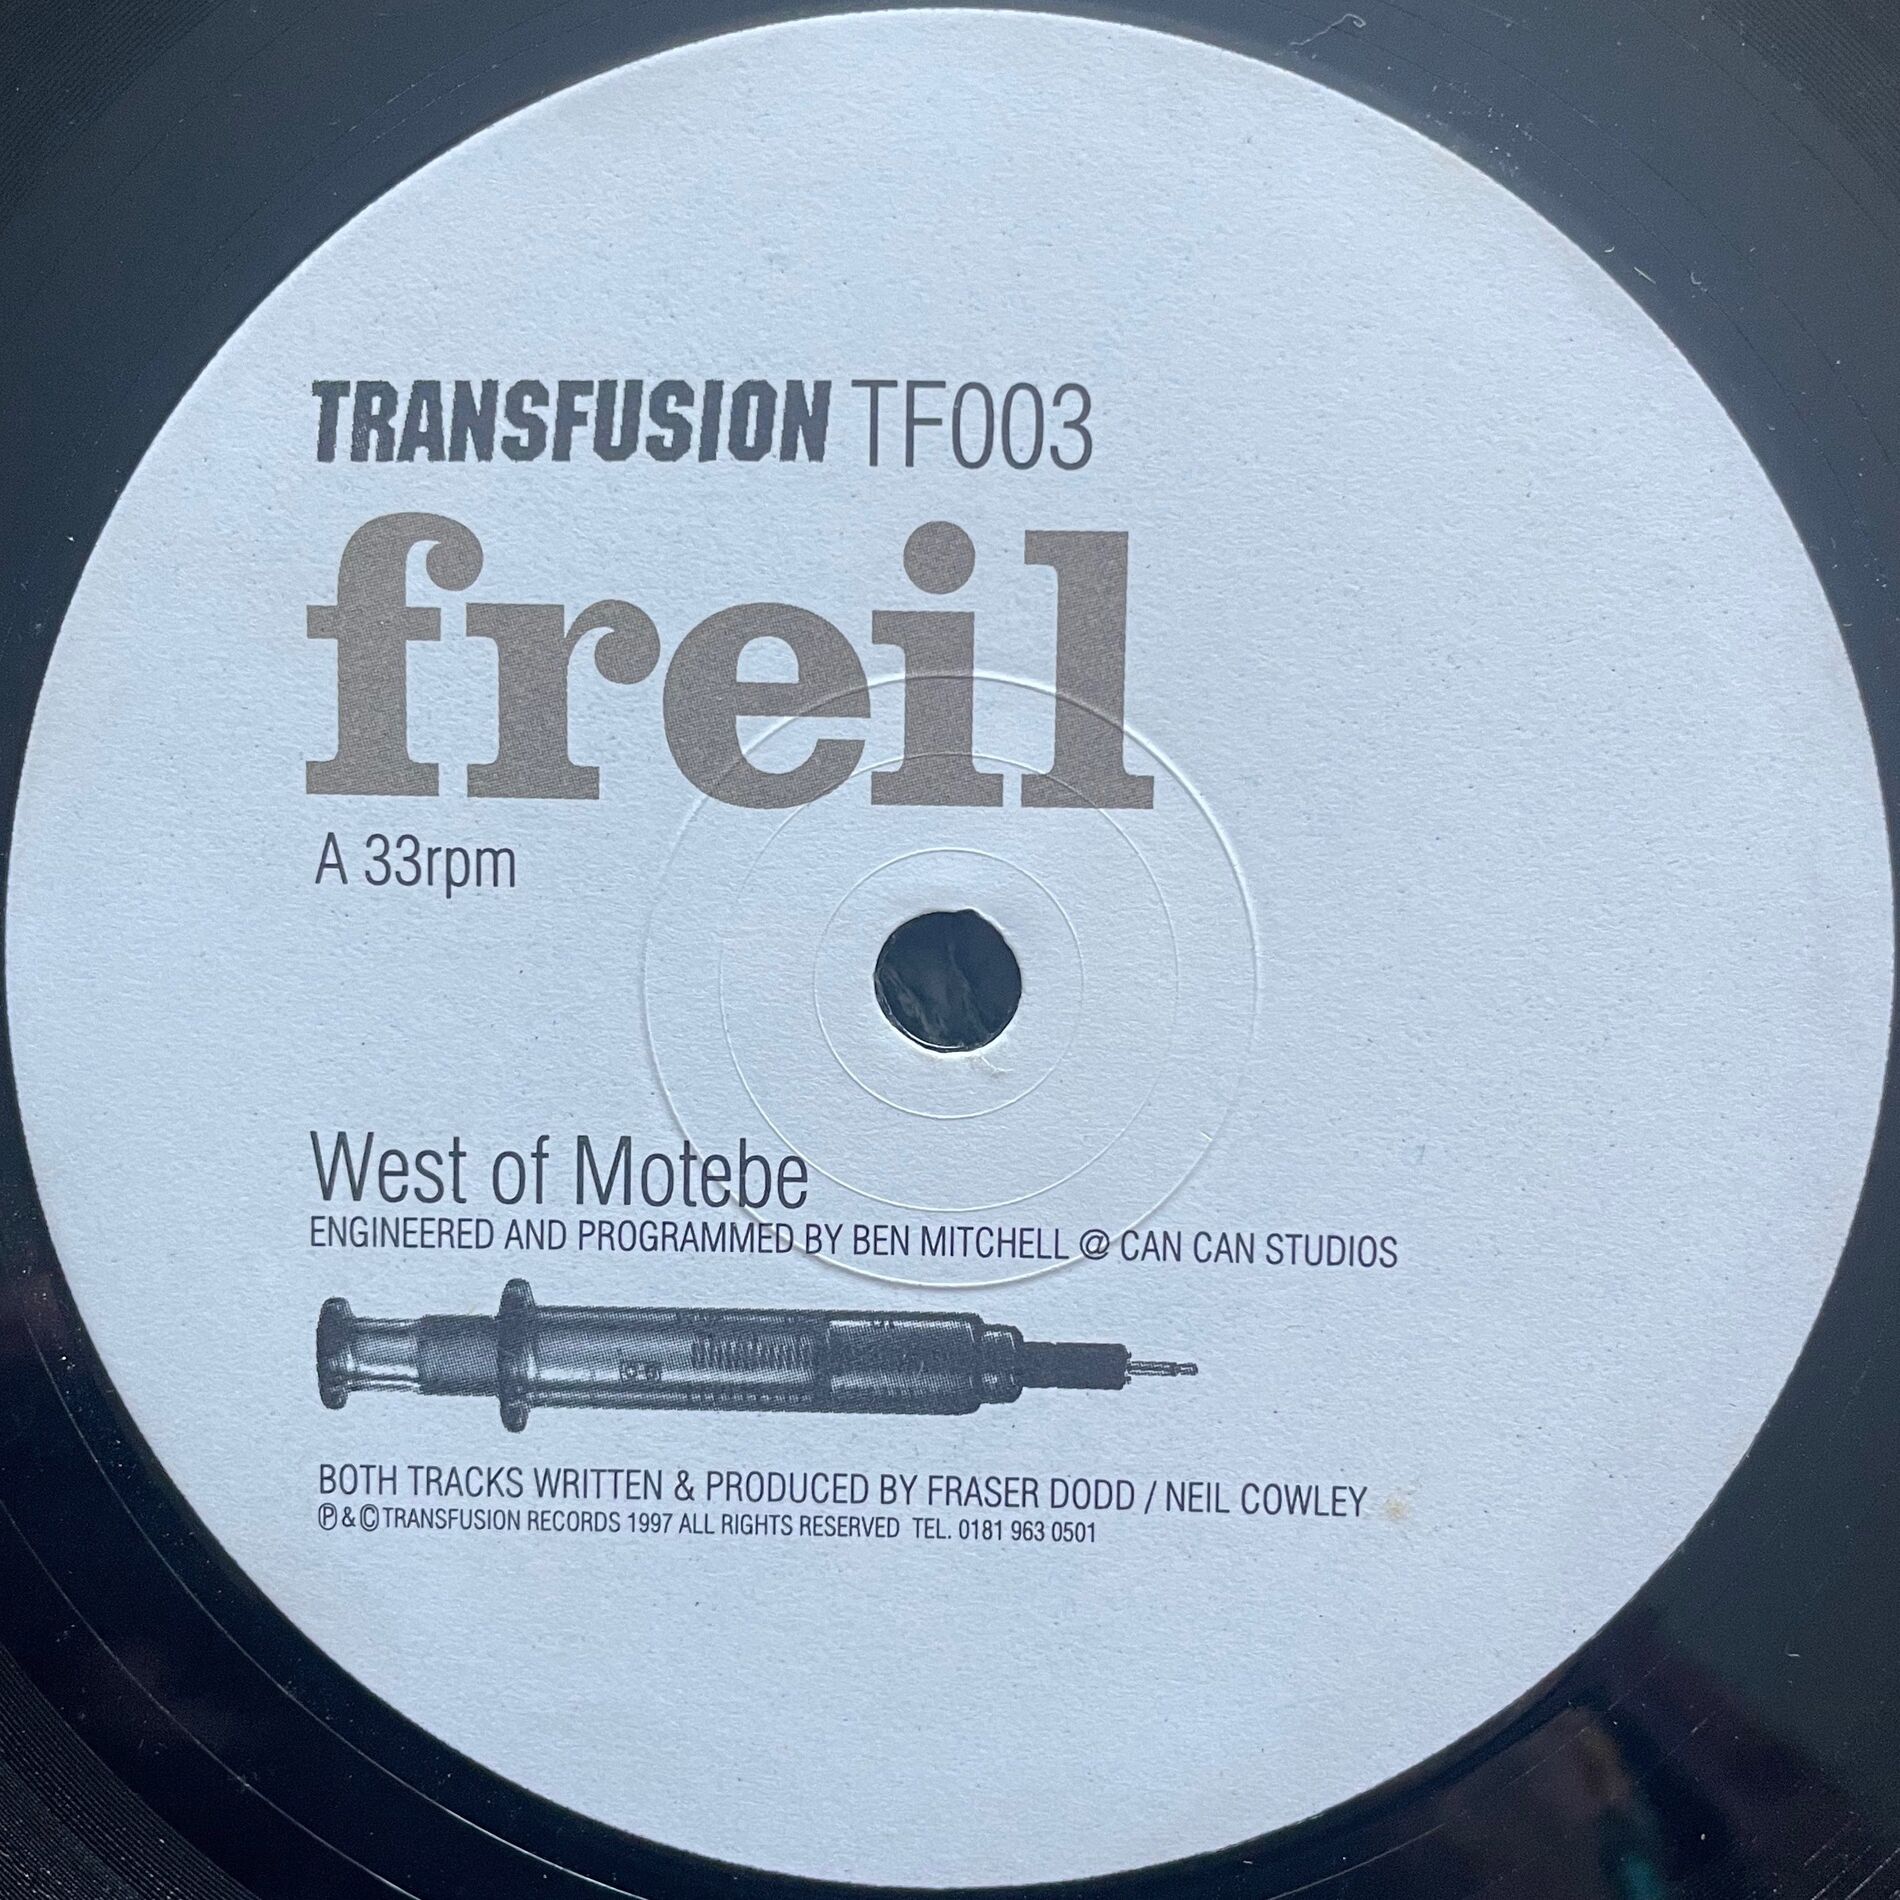 TRANSFUSION TF003
freil
A 33rpm
West of Motebe
ENGINEERED AND PROGRAMMED BY BEN MITCHELL @ CAN CAN STUDIOS
BOTH TRACKS WRITTEN & PRODUCED BY FRASER DODD / NEIL COWLEY
℗ & © TRANSFUSION RECORDS 1997 ALL RIGHTS RESERVED TEL. 0181 963 0501